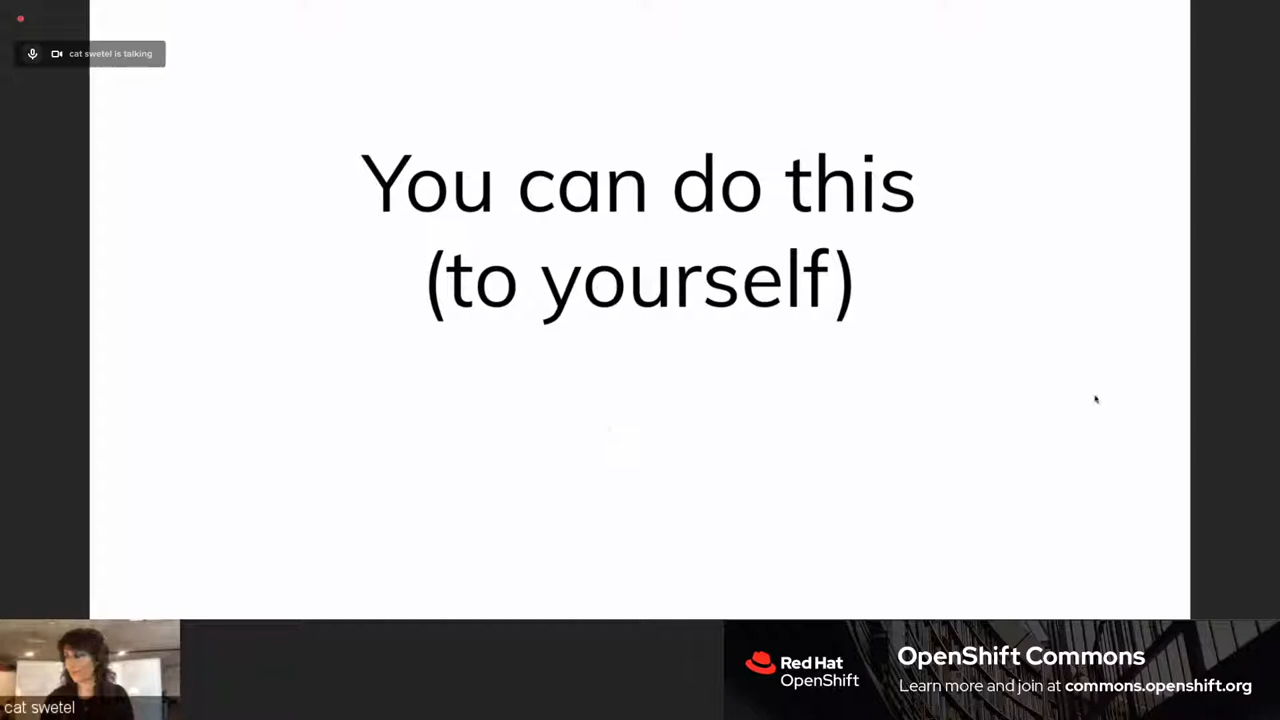 cat swetel is talking
You can do this
(to yourself)
cat swetel
Red Hat
OpenShift
OpenShift Commons
Learn more and join at commons.openshift.org